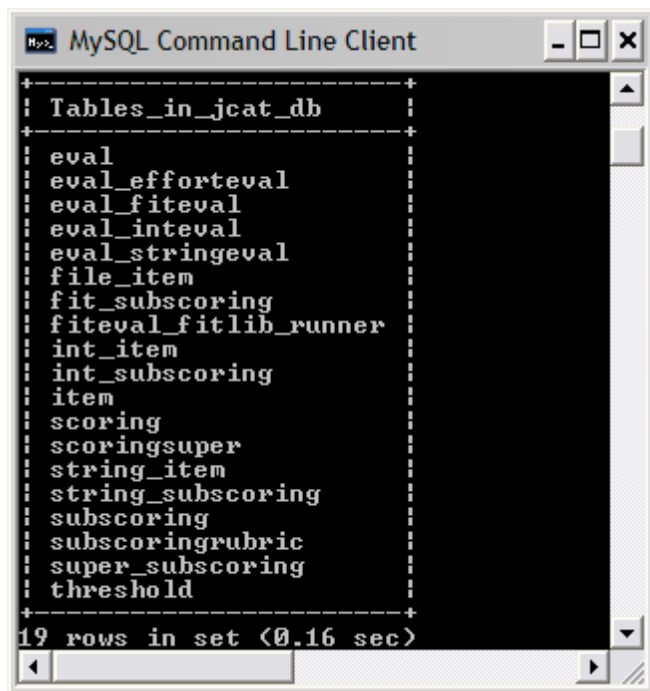 MySQL Command Line Client
+-----------------------+
| Tables_in_jcat_db |
+-----------------------+
| eval |
| eval_efforteval |
| eval_fiteval |
| eval_inteval |
| eval_stringeval |
| file_item |
| fit_subscoring |
| fiteval_fitlib_runner |
| int_item |
| int_subscoring |
| item |
| scoring |
| scoringsuper |
| string_item |
| string_subscoring |
| subscoring |
| subscoringrubric |
| super_subscoring |
| threshold |
+-----------------------+
19 rows in set (0.16 sec)